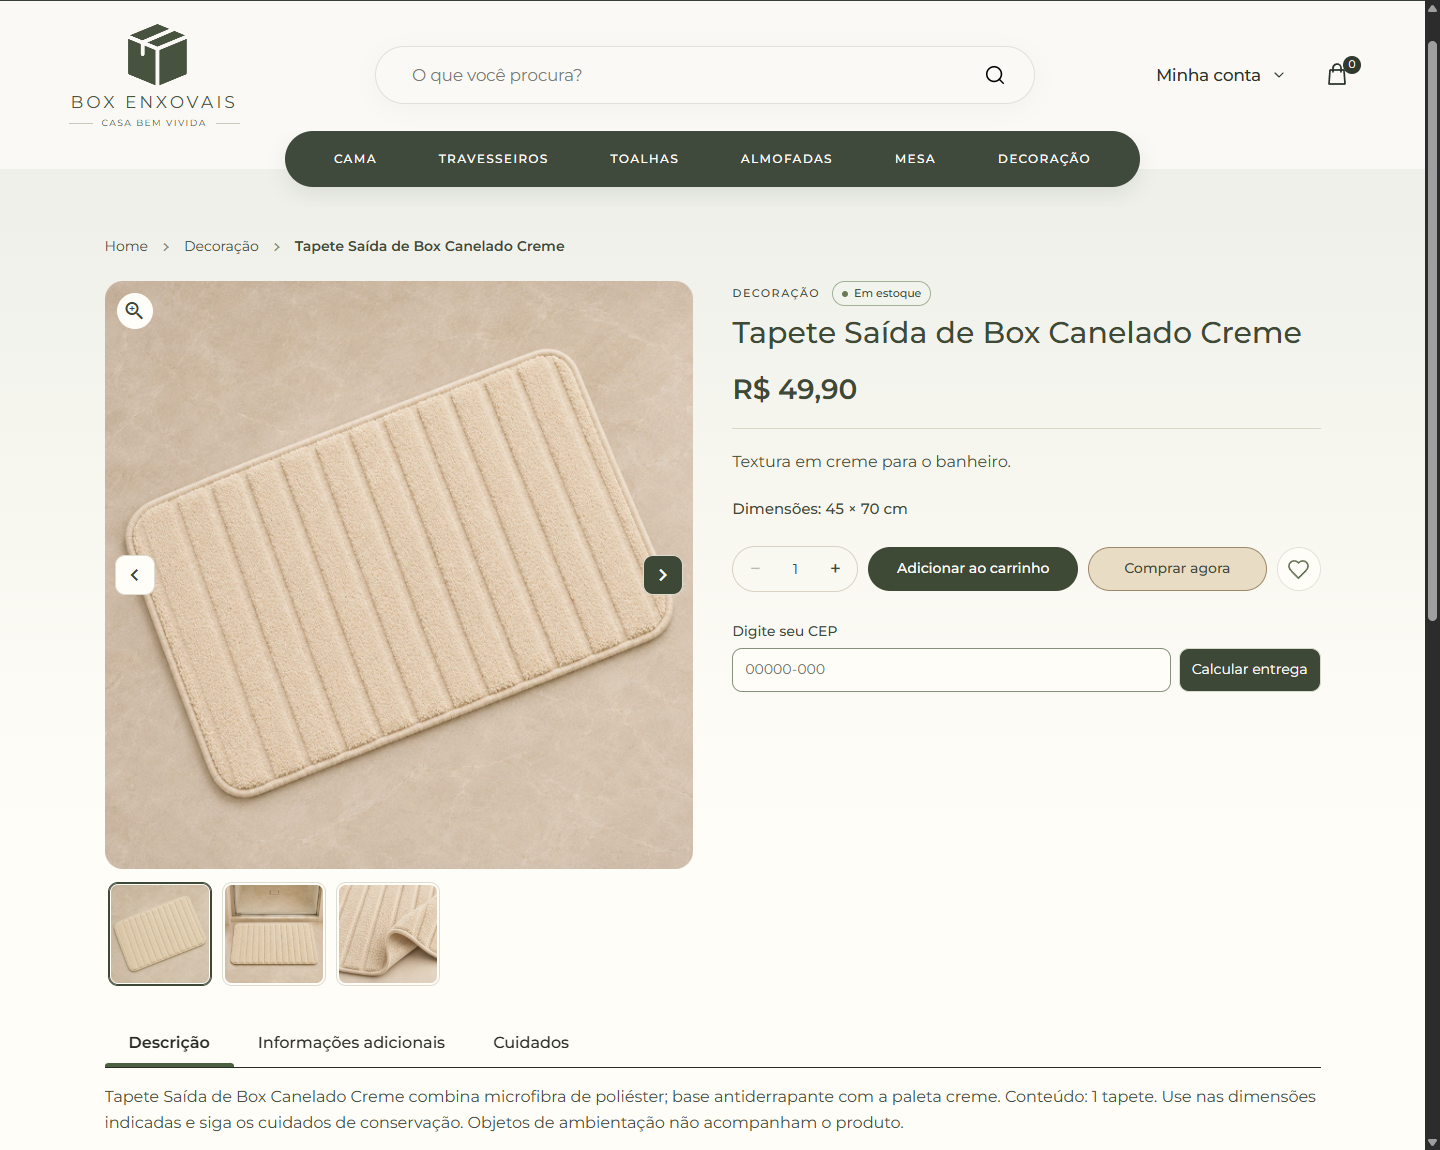 BOX ENXOVAIS
CASA BEM VIVIDA
O que você procura?
Minha conta
0
CAMA
TRAVESSEIROS
TOALHAS
ALMOFADAS
MESA
DECORAÇÃO
Home > Decoração > Tapete Saída de Box Canelado Creme
DECORAÇÃO
Em estoque
Tapete Saída de Box Canelado Creme
R$ 49,90
Textura em creme para o banheiro.
Dimensões: 45 × 70 cm
− 1 +
Adicionar ao carrinho
Comprar agora
Digite seu CEP
00000-000
Calcular entrega
Descrição
Informações adicionais
Cuidados
Tapete Saída de Box Canelado Creme combina microfibra de poliéster; base antiderrapante com a paleta creme. Conteúdo: 1 tapete. Use nas dimensões
indicadas e siga os cuidados de conservação. Objetos de ambientação não acompanham o produto.